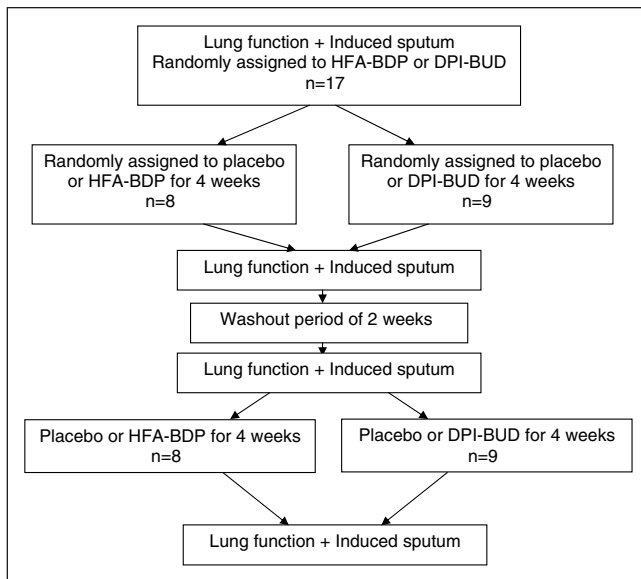 Lung function + Induced sputum
Randomly assigned to HFA-BDP or DPI-BUD
n=17
Randomly assigned to placebo
or HFA-BDP for 4 weeks
n=8
Randomly assigned to placebo
or DPI-BUD for 4 weeks
n=9
Lung function + Induced sputum
Washout period of 2 weeks
Lung function + Induced sputum
Placebo or HFA-BDP for 4 weeks
n=8
Placebo or DPI-BUD for 4 weeks
n=9
Lung function + Induced sputum